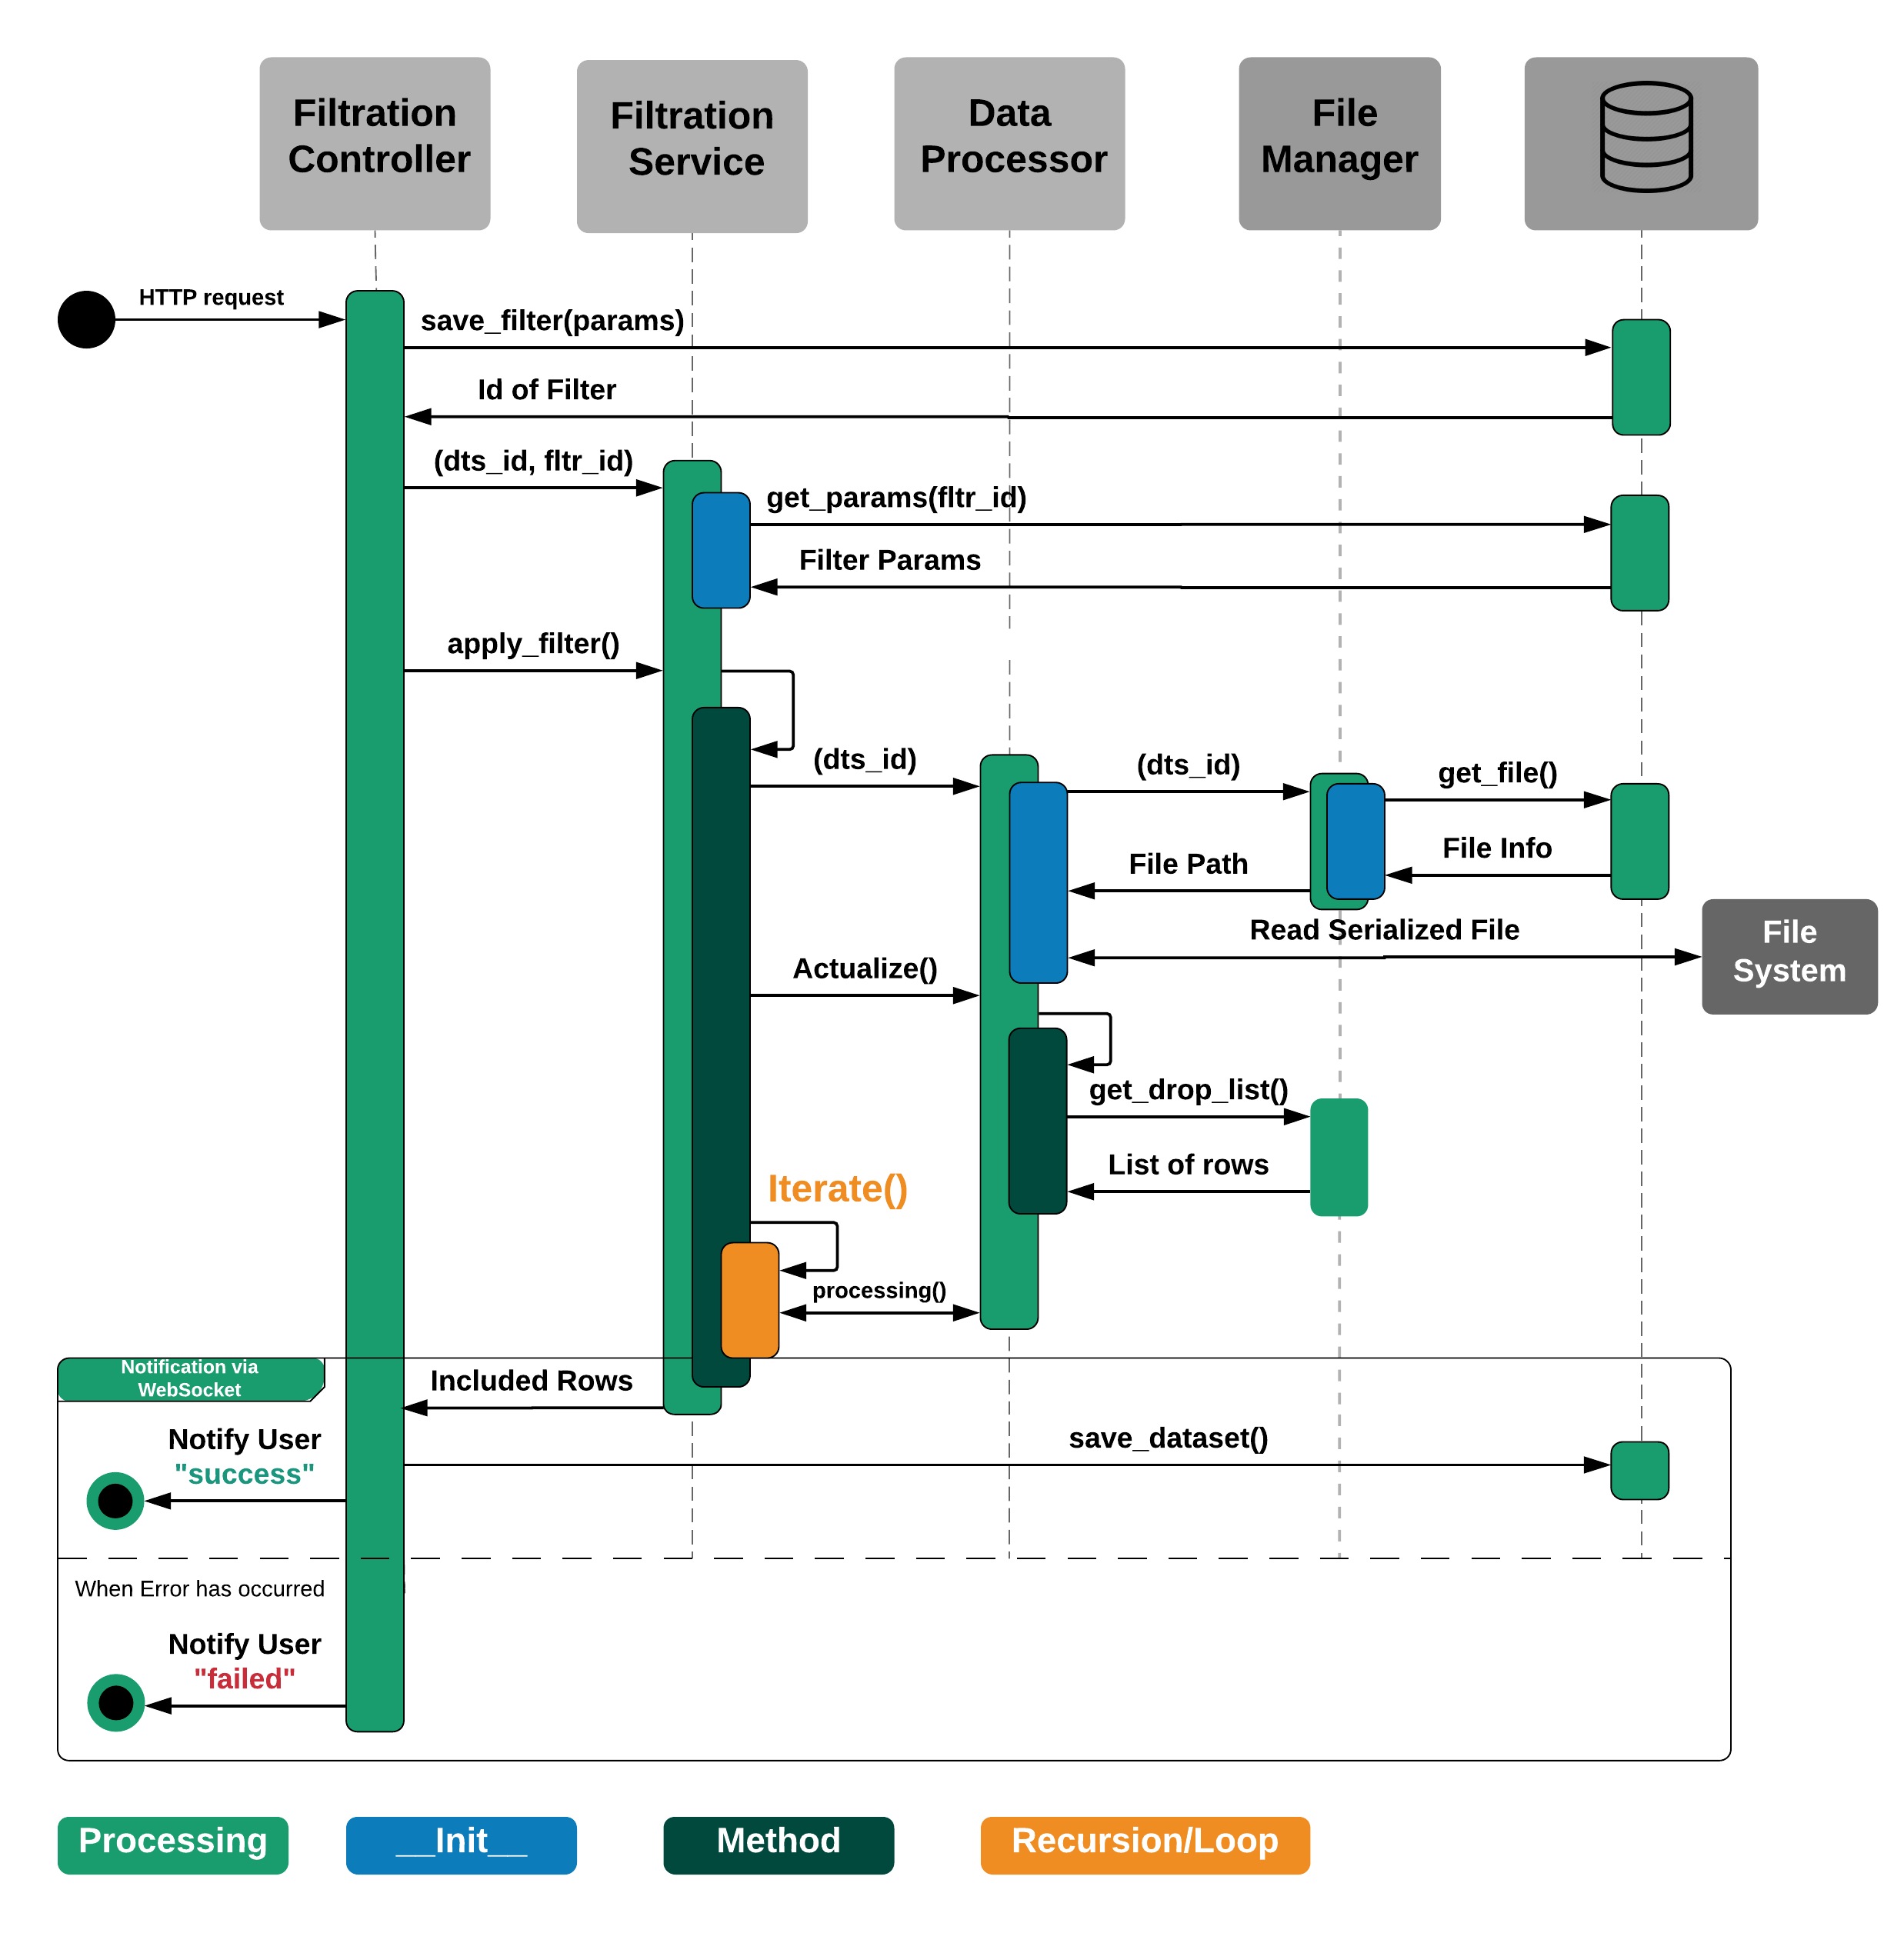 Filtration
Controller
Filtration
Service
Data
Processor
File
Manager
HTTP request
save_filter(params)
Id of Filter
(dts_id, fltr_id)
get_params(fltr_id)
Filter Params
apply_filter()
(dts_id)
(dts_id)
get_file()
File Info
File Path
Read Serialized File
File
System
Actualize()
get_drop_list()
List of rows
Iterate()
processing()
Notification via
WebSocket
Included Rows
Notify User
"success"
save_dataset()
When Error has occurred
Notify User
"failed"
Processing
__Init__
Method
Recursion/Loop